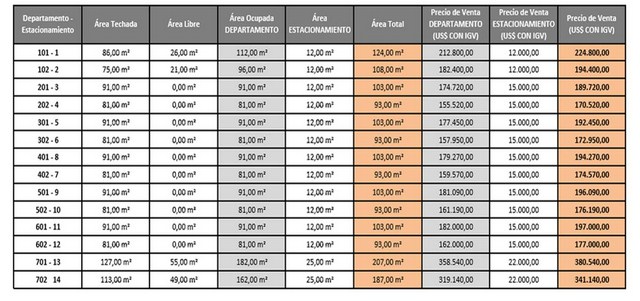 Departamento - Estacionamiento | Área Techada | Área Libre | Área Ocupada DEPARTAMENTO | Área ESTACIONAMIENTO | Área Total | Precio de Venta DEPARTAMENTO (US$ CON IGV) | Precio de Venta ESTACIONAMIENTO (US$ CON IGV) | Precio de Venta (US$ CON IGV)
101 - 1 | 86,00 m² | 26,00 m² | 112,00 m² | 12,00 m² | 124,00 m² | 212.800,00 | 12.000,00 | 224.800,00
102 - 2 | 75,00 m² | 21,00 m² | 96,00 m² | 12,00 m² | 108,00 m² | 182.400,00 | 12.000,00 | 194.400,00
201 - 3 | 91,00 m² | 0,00 m² | 91,00 m² | 12,00 m² | 103,00 m² | 174.720,00 | 15.000,00 | 189.720,00
202 - 4 | 81,00 m² | 0,00 m² | 81,00 m² | 12,00 m² | 93,00 m² | 155.520,00 | 15.000,00 | 170.520,00
301 - 5 | 91,00 m² | 0,00 m² | 91,00 m² | 12,00 m² | 103,00 m² | 177.450,00 | 15.000,00 | 192.450,00
302 - 6 | 81,00 m² | 0,00 m² | 81,00 m² | 12,00 m² | 93,00 m² | 157.950,00 | 15.000,00 | 172.950,00
401 - 8 | 91,00 m² | 0,00 m² | 91,00 m² | 12,00 m² | 103,00 m² | 179.270,00 | 15.000,00 | 194.270,00
402 - 7 | 81,00 m² | 0,00 m² | 81,00 m² | 12,00 m² | 93,00 m² | 159.570,00 | 15.000,00 | 174.570,00
501 - 9 | 91,00 m² | 0,00 m² | 91,00 m² | 12,00 m² | 103,00 m² | 181.090,00 | 15.000,00 | 196.090,00
502 - 10 | 81,00 m² | 0,00 m² | 81,00 m² | 12,00 m² | 93,00 m² | 161.190,00 | 15.000,00 | 176.190,00
601 - 11 | 91,00 m² | 0,00 m² | 91,00 m² | 12,00 m² | 103,00 m² | 182.000,00 | 15.000,00 | 197.000,00
602 - 12 | 81,00 m² | 0,00 m² | 81,00 m² | 12,00 m² | 93,00 m² | 162.000,00 | 15.000,00 | 177.000,00
701 - 13 | 127,00 m² | 55,00 m² | 182,00 m² | 25,00 m² | 207,00 m² | 358.540,00 | 22.000,00 | 380.540,00
702 14 | 113,00 m² | 49,00 m² | 162,00 m² | 25,00 m² | 187,00 m² | 319.140,00 | 22.000,00 | 341.140,00